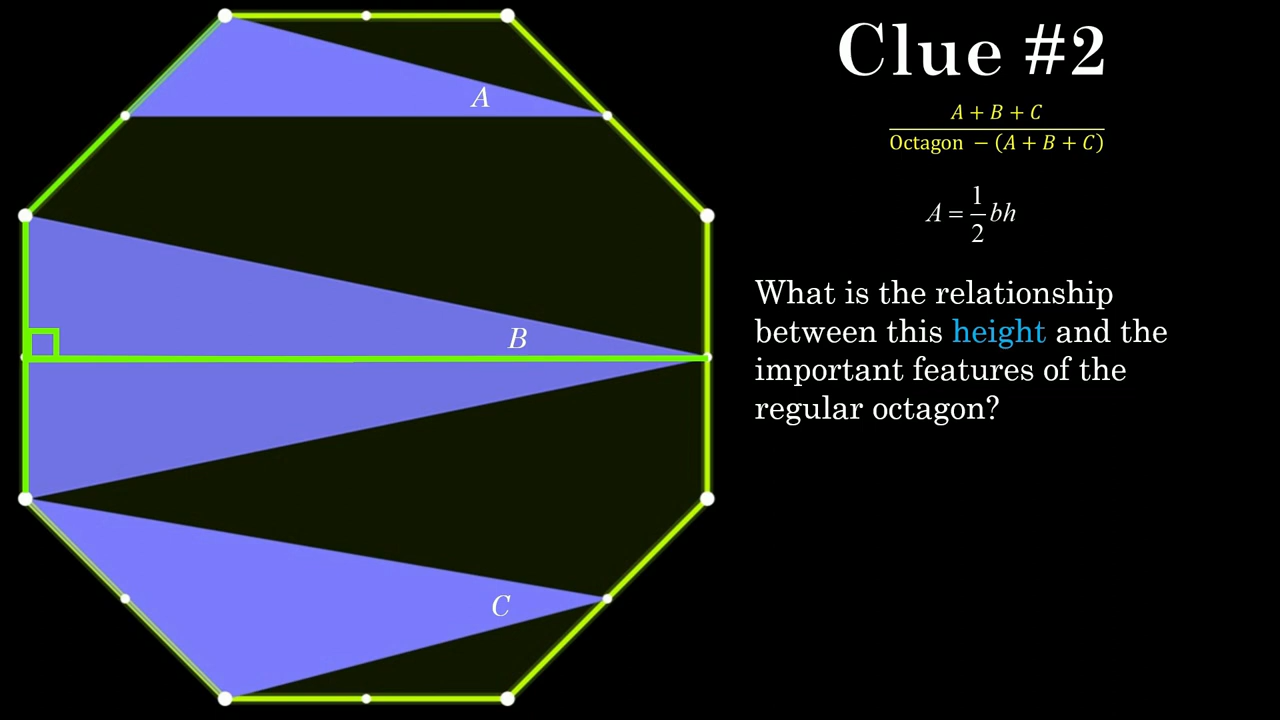 Clue #2
A + B + C
Octagon − (A + B + C)
A = 1/2 bh
What is the relationship
between this height and the
important features of the
regular octagon?
A
B
C